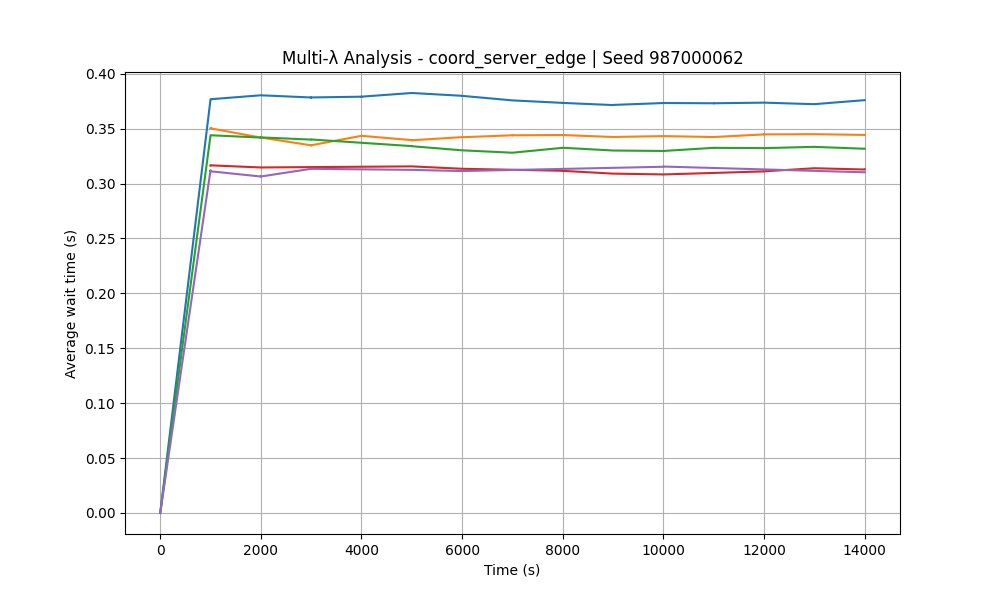 Multi-λ Analysis - coord_server_edge | Seed 987000062
Average wait time (s)
0.40
0.35
0.30
0.25
0.20
0.15
0.10
0.05
0.00
0 2000 4000 6000 8000 10000 12000 14000
Time (s)